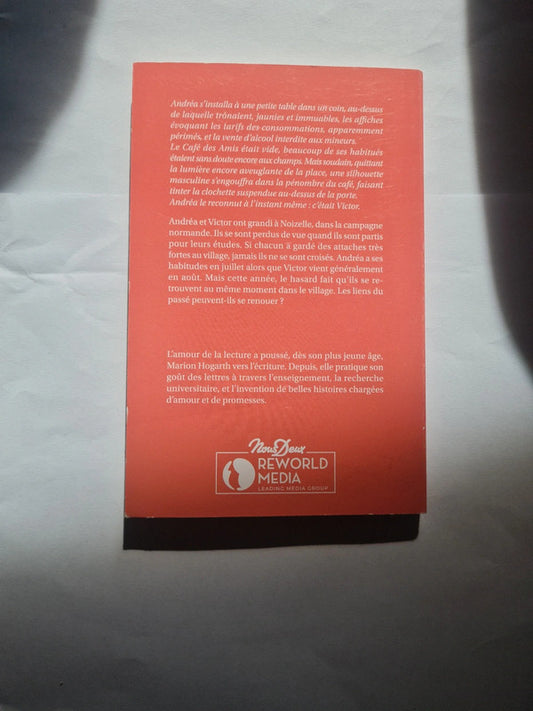 Andréa s'installa à une petite table dans un coin, au-dessus
de laquelle trônaient, jaunies et immuables, les affiches
évoquant les tarifs des consommations, apparemment
périmés, et la vente d'alcool interdite aux mineurs.
Le Café des Amis était vide, beaucoup de ses habitués
étaient sans doute encore aux champs. Mais soudain, quittant
la lumière encore aveuglante de la place, une silhouette
masculine s'engouffra dans la pénombre du café, faisant
tinter la clochette suspendue au-dessus de la porte.
Andréa le reconnut à l'instant même : c'était Victor.
Andréa et Victor ont grandi à Noizelle, dans la campagne
normande. Ils se sont perdus de vue quand ils sont partis
pour leurs études. Si chacun a gardé des attaches très
fortes au village, jamais ils ne se sont croisés. Andréa a ses
habitudes en juillet alors que Victor vient généralement
en août. Mais cette année, le hasard fait qu'ils se re-
trouvent au même moment dans le village. Les liens du
passé peuvent-ils se renouer ?
L'amour de la lecture a poussé, dès son plus jeune âge,
Marion Hogarth vers l'écriture. Depuis, elle pratique son
goût des lettres à travers l'enseignement, la recherche
universitaire, et l'invention de belles histoires chargées
d'amour et de promesses.
Nous Deux
REWORLD
MEDIA
LEADING MEDIA GROUP